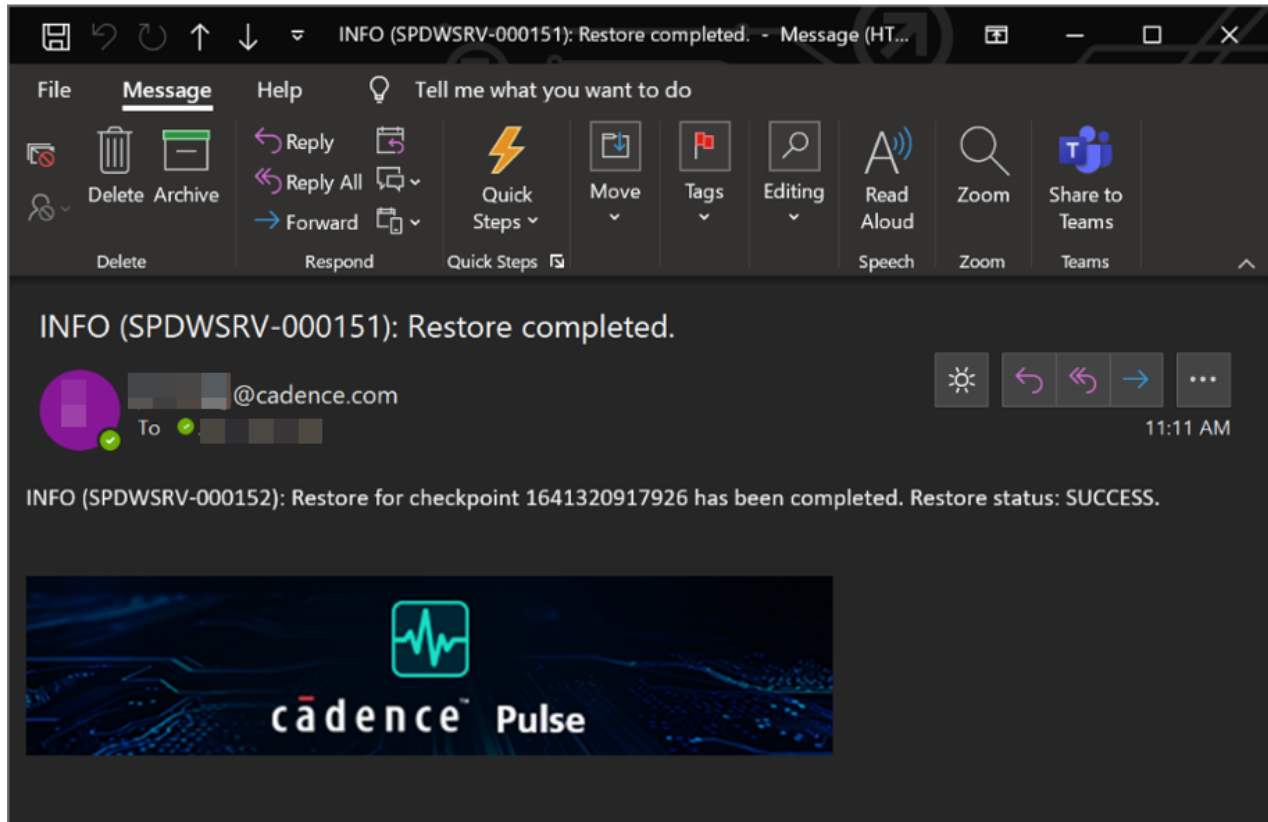 INFO (SPDWSRV-000151): Restore completed. - Message (HT...
File Message Help Tell me what you want to do
Delete Archive
Reply
Reply All
Forward
Quick Steps
Move
Tags
Editing
Read Aloud
Zoom
Share to Teams
Delete Respond Quick Steps Speech Zoom Teams
INFO (SPDWSRV-000151): Restore completed.
@cadence.com
To
11:11 AM
INFO (SPDWSRV-000152): Restore for checkpoint 1641320917926 has been completed. Restore status: SUCCESS.
cādence™ Pulse